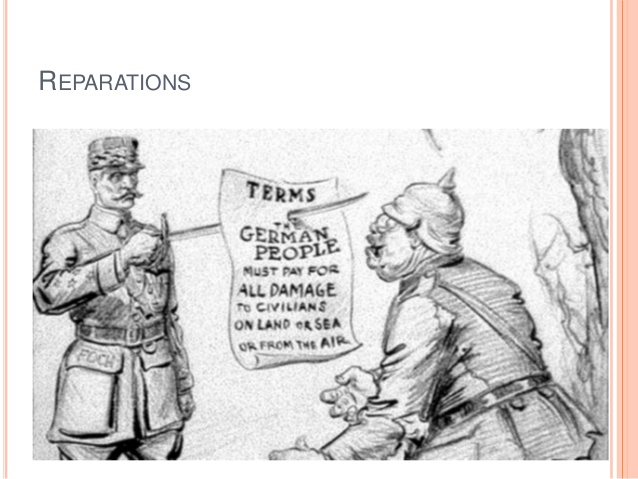 REPARATIONS
TERMS
THE
GERMAN
PEOPLE
MUST PAY FOR
ALL DAMAGE
TO CIVILIANS
ON LAND OR SEA
OR FROM THE AIR
FOCH